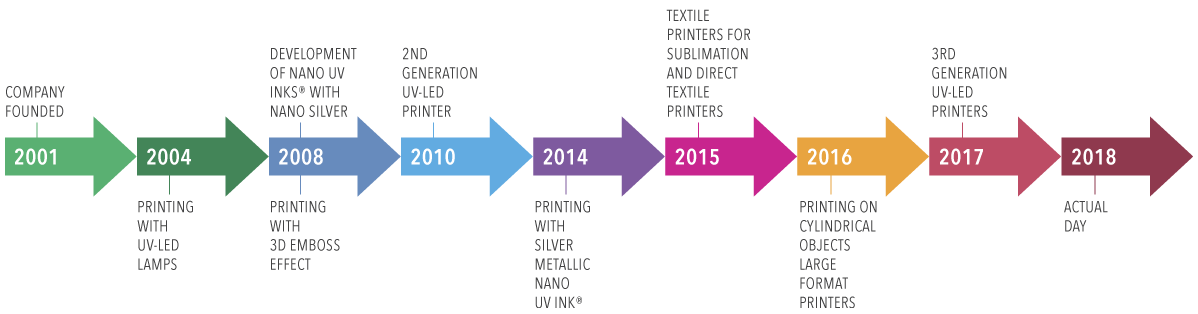 COMPANY
FOUNDED
2001
2004
PRINTING
WITH
UV-LED
LAMPS
DEVELOPMENT
OF NANO UV
INKS® WITH
NANO SILVER
2008
PRINTING
WITH
3D EMBOSS
EFFECT
2ND
GENERATION
UV-LED
PRINTER
2010
2014
PRINTING
WITH
SILVER
METALLIC
NANO
UV INK®
TEXTILE
PRINTERS FOR
SUBLIMATION
AND DIRECT
TEXTILE
PRINTERS
2015
2016
PRINTING ON
CYLINDRICAL
OBJECTS
LARGE
FORMAT
PRINTERS
3RD
GENERATION
UV-LED
PRINTERS
2017
2018
ACTUAL
DAY